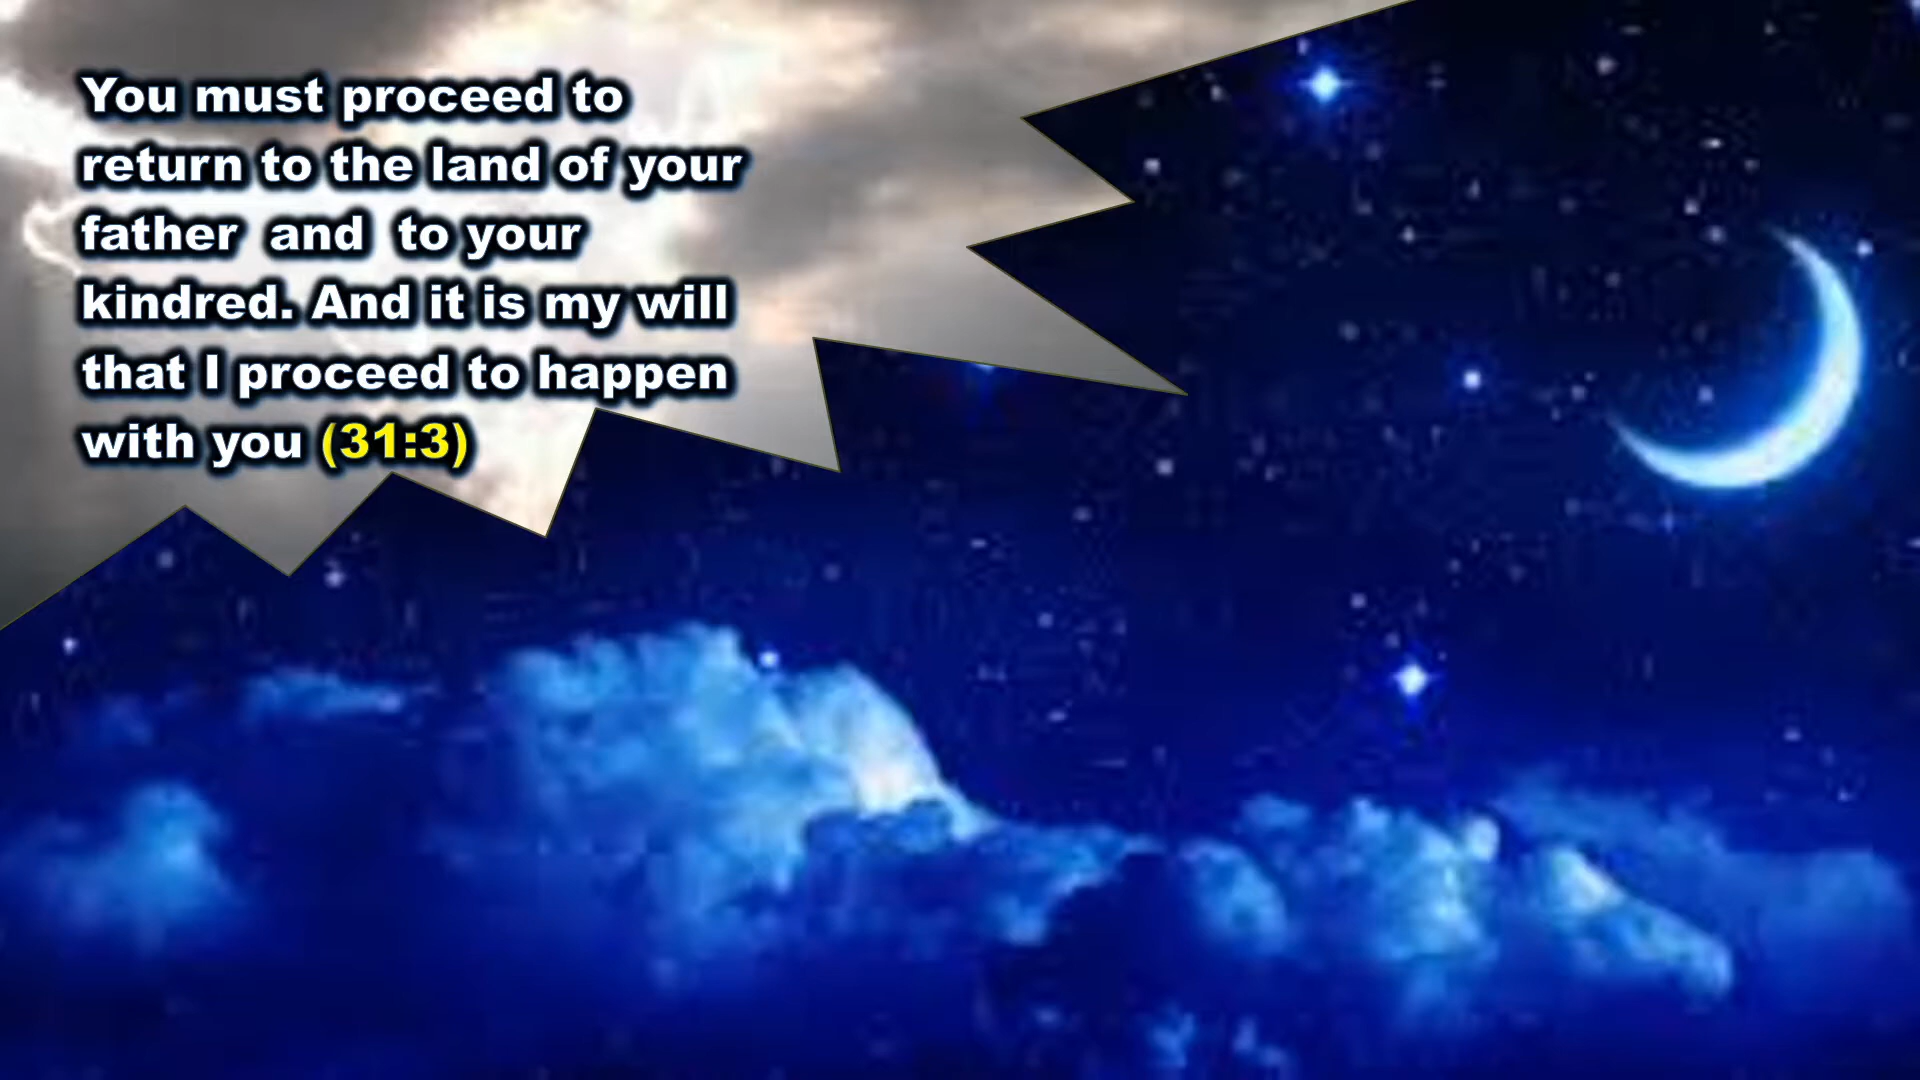 You must proceed to
return to the land of your
father and to your
kindred. And it is my will
that I proceed to happen
with you (31:3)